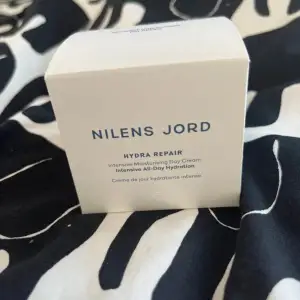 NILENS JORD
HYDRA REPAIR
Intensive Moisturising Day Cream
Intensive All-Day Hydration
Crème de jour hydratante intense